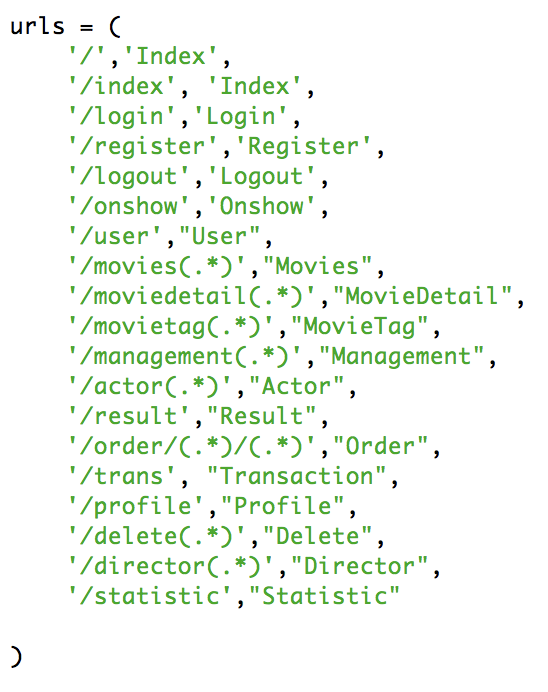 urls = (
    '/','Index',
    '/index', 'Index',
    '/login','Login',
    '/register','Register',
    '/logout','Logout',
    '/onshow','Onshow',
    '/user',"User",
    '/movies(.*)',"Movies",
    '/moviedetail(.*)',"MovieDetail",
    '/movietag(.*)',"MovieTag",
    '/management(.*)',"Management",
    '/actor(.*)',"Actor",
    '/result',"Result",
    '/order/(.*)/(.*)',"Order",
    '/trans', "Transaction",
    '/profile',"Profile",
    '/delete(.*)',"Delete",
    '/director(.*)',"Director",
    '/statistic',"Statistic"
)